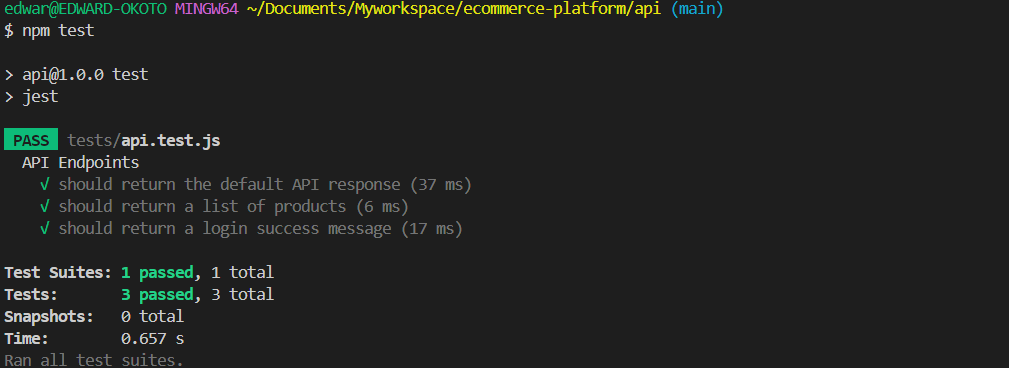 edwar@EDWARD-OKOTO MINGW64 ~/Documents/Myworkspace/ecommerce-platform/api (main)
$ npm test
> api@1.0.0 test
> jest
PASS tests/api.test.js
API Endpoints
√ should return the default API response (37 ms)
√ should return a list of products (6 ms)
√ should return a login success message (17 ms)
Test Suites: 1 passed, 1 total
Tests: 3 passed, 3 total
Snapshots: 0 total
Time: 0.657 s
Ran all test suites.